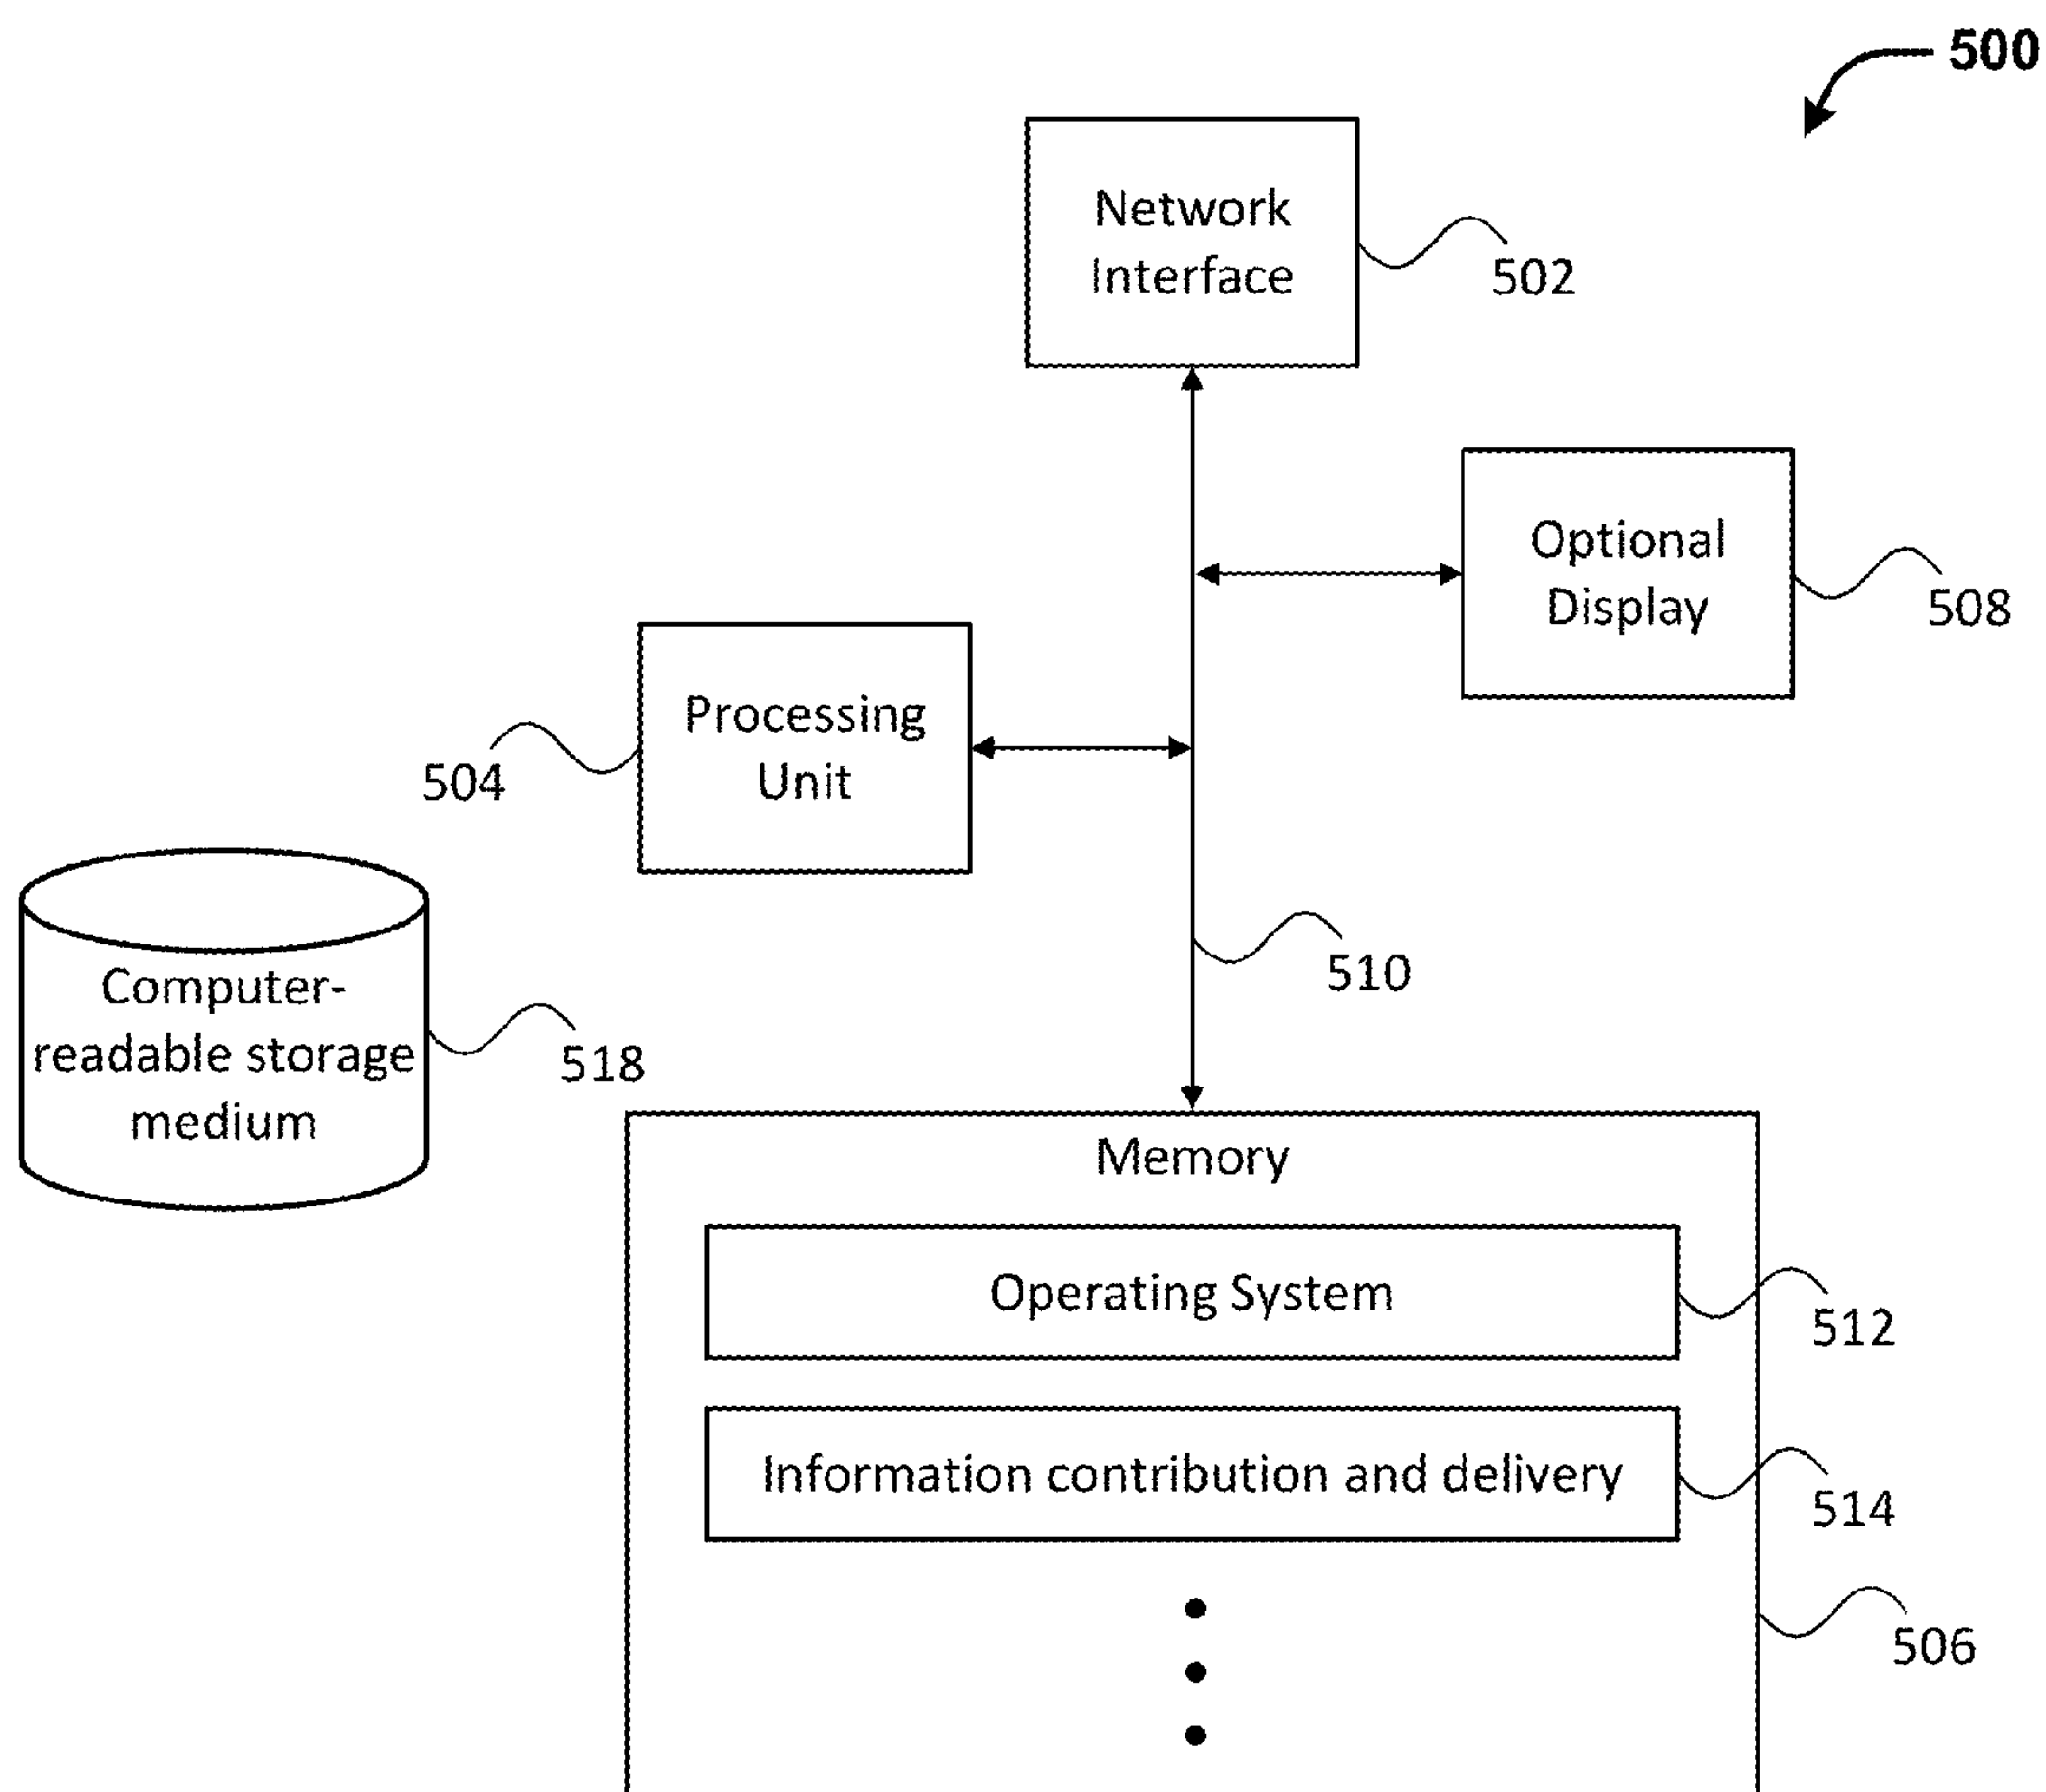 500
Network
Interface
502
Optional
Display
508
Processing
Unit
504
510
Computer-
readable storage
medium
518
Memory
Operating System
512
Information contribution and delivery
514
506